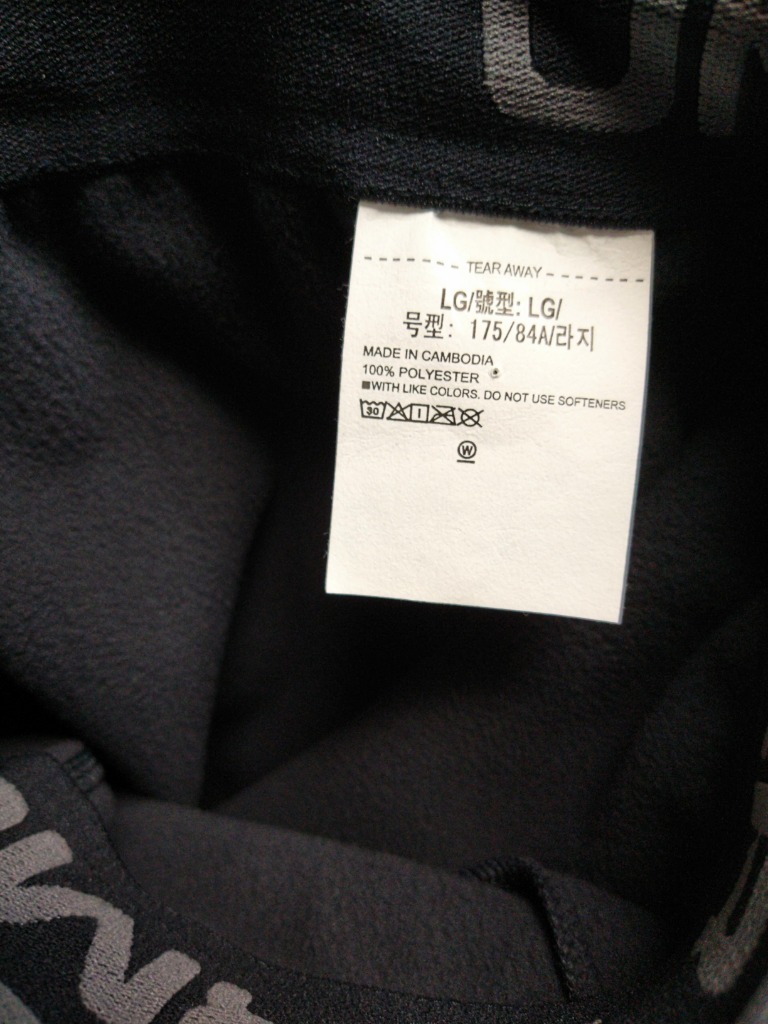 UN
TEAR AWAY
LG/號型: LG/
号型: 175/84A/라지
MADE IN CAMBODIA
100% POLYESTER
■WITH LIKE COLORS. DO NOT USE SOFTENERS
30
W